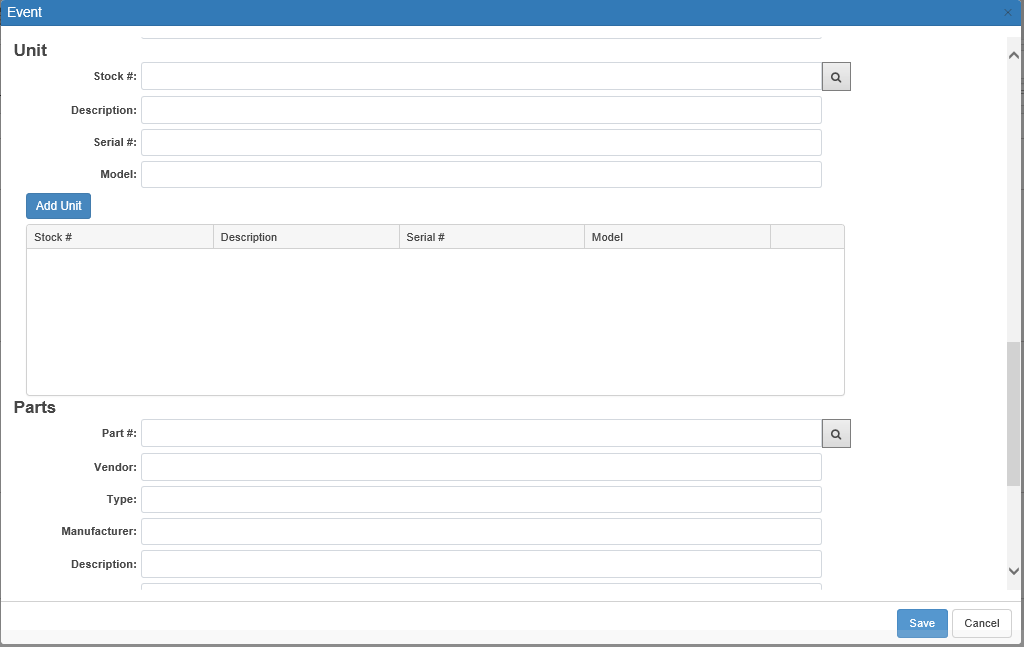 Event
Unit
Stock #:
Description:
Serial #:
Model:
Add Unit
Stock # Description Serial # Model
Parts
Part #:
Vendor:
Type:
Manufacturer:
Description:
Save Cancel